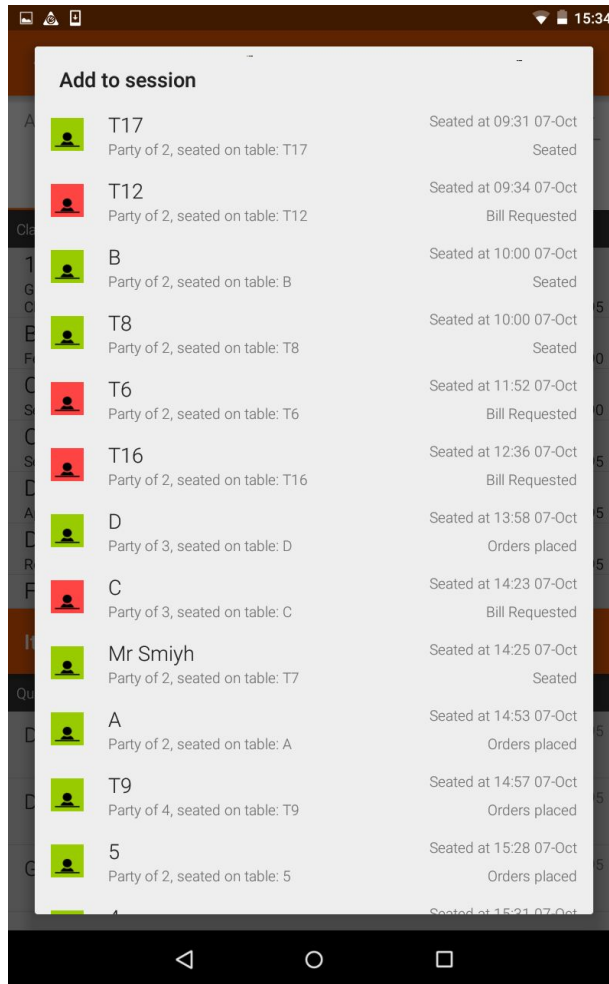 15:34
Add to session
T17
Seated at 09:31 07-Oct
Party of 2, seated on table: T17
Seated
T12
Seated at 09:34 07-Oct
Party of 2, seated on table: T12
Bill Requested
B
Seated at 10:00 07-Oct
Party of 2, seated on table: B
Seated
T8
Seated at 10:00 07-Oct
Party of 2, seated on table: T8
Seated
T6
Seated at 11:52 07-Oct
Party of 2, seated on table: T6
Bill Requested
T16
Seated at 12:36 07-Oct
Party of 2, seated on table: T16
Bill Requested
D
Seated at 13:58 07-Oct
Party of 3, seated on table: D
Orders placed
C
Seated at 14:23 07-Oct
Party of 3, seated on table: C
Bill Requested
Mr Smiyh
Seated at 14:25 07-Oct
Party of 2, seated on table: T7
Seated
A
Seated at 14:53 07-Oct
Party of 2, seated on table: A
Orders placed
T9
Seated at 14:57 07-Oct
Party of 4, seated on table: T9
Orders placed
5
Seated at 15:28 07-Oct
Party of 2, seated on table: 5
Orders placed
Seated at 15:31 07-Oct